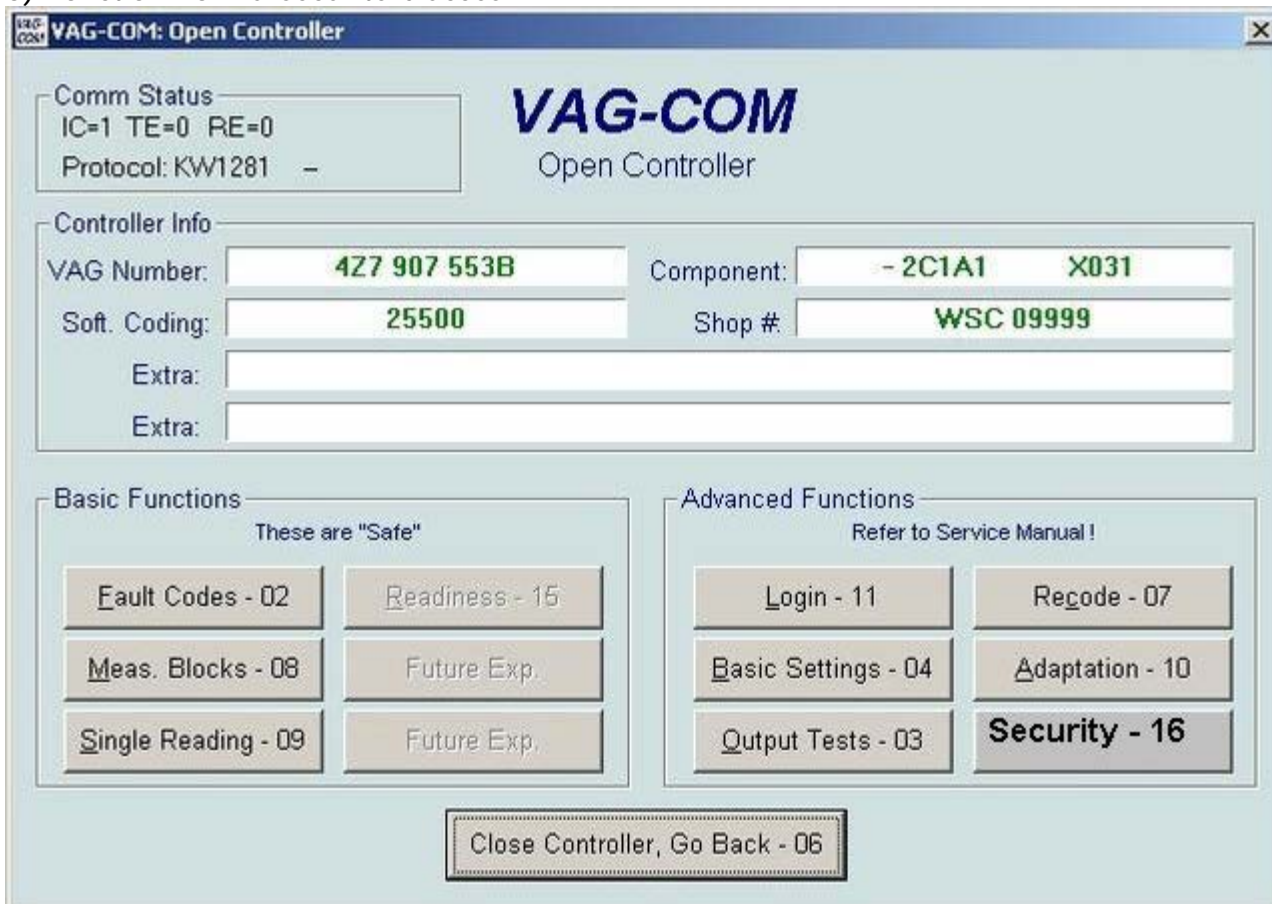 VAG-COM: Open Controller
Comm Status
IC=1 TE=0 RE=0
Protocol: KW1281 –
VAG-COM
Open Controller
Controller Info
VAG Number: 4Z7 907 553B Component: - 2C1A1 X031
Soft. Coding: 25500 Shop #: WSC 09999
Extra:
Extra:
Basic Functions
These are "Safe"
Fault Codes - 02 Readiness - 15
Meas. Blocks - 08 Future Exp.
Single Reading - 09 Future Exp.
Advanced Functions
Refer to Service Manual !
Login - 11 Recode - 07
Basic Settings - 04 Adaptation - 10
Output Tests - 03 Security - 16
Close Controller, Go Back - 06